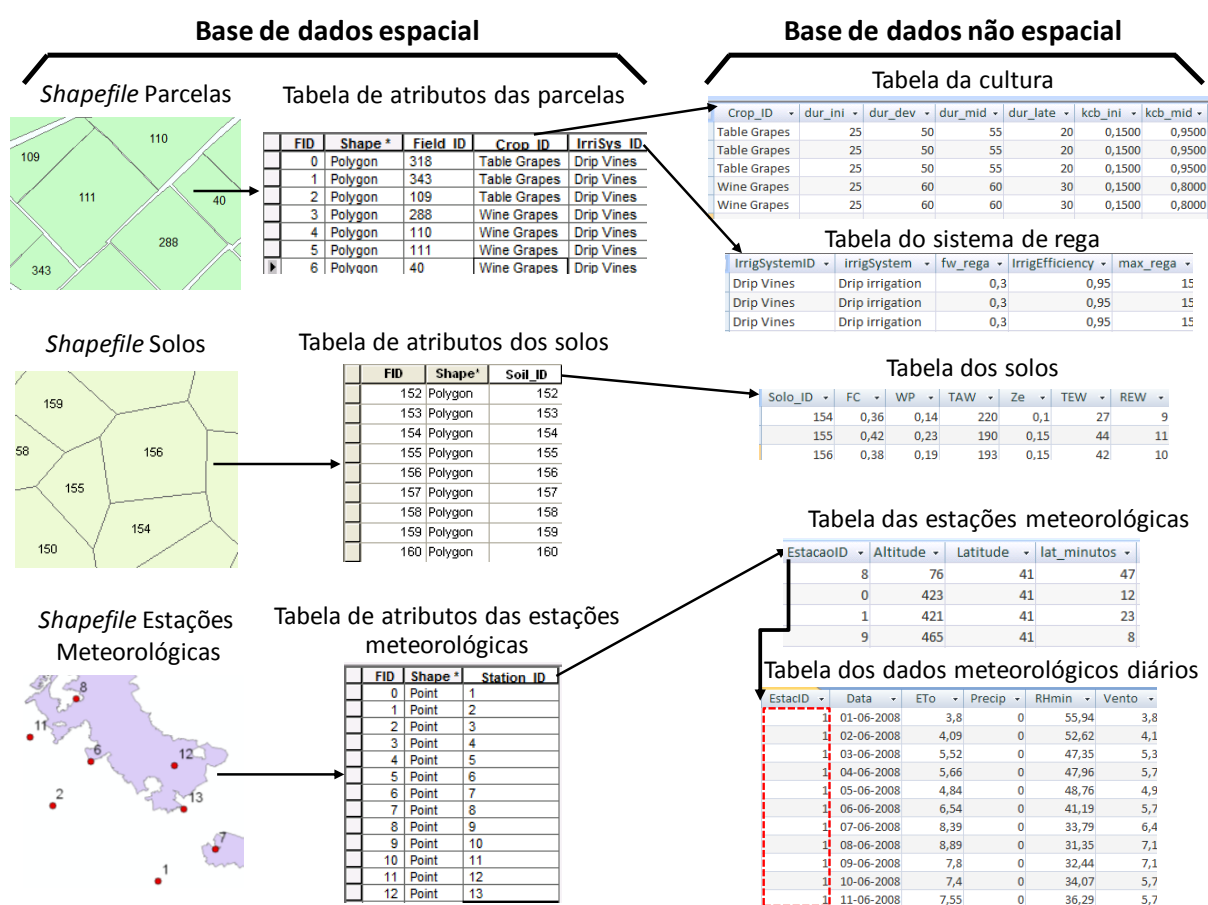 Base de dados espacial
Base de dados não espacial
Shapefile Parcelas
110
109
111
40
288
343
Tabela de atributos das parcelas
FID Shape * Field ID Crop ID IrriSys ID
0 Polygon 318 Table Grapes Drip Vines
1 Polygon 343 Table Grapes Drip Vines
2 Polygon 109 Table Grapes Drip Vines
3 Polygon 288 Wine Grapes Drip Vines
4 Polygon 110 Wine Grapes Drip Vines
5 Polygon 111 Wine Grapes Drip Vines
6 Polygon 40 Wine Grapes Drip Vines
Tabela da cultura
Crop_ID dur_ini dur_dev dur_mid dur_late kcb_ini kcb_mid
Table Grapes 25 50 55 20 0,1500 0,9500
Table Grapes 25 50 55 20 0,1500 0,9500
Table Grapes 25 50 55 20 0,1500 0,9500
Wine Grapes 25 60 60 30 0,1500 0,8000
Wine Grapes 25 60 60 30 0,1500 0,8000
Tabela do sistema de rega
IrrigSystemID irrigSystem fw_rega IrrigEfficiency max_rega
Drip Vines Drip irrigation 0,3 0,95 15
Drip Vines Drip irrigation 0,3 0,95 15
Drip Vines Drip irrigation 0,3 0,95 15
Shapefile Solos
159
58
156
155
154
150
Tabela de atributos dos solos
FID Shape* Soil_ID
152 Polygon 152
153 Polygon 153
154 Polygon 154
155 Polygon 155
156 Polygon 156
157 Polygon 157
158 Polygon 158
159 Polygon 159
160 Polygon 160
Tabela dos solos
Solo_ID FC WP TAW Ze TEW REW
154 0,36 0,14 220 0,1 27 9
155 0,42 0,23 190 0,15 44 11
156 0,38 0,19 193 0,15 42 10
Shapefile Estações
Meteorológicas
8
11
6
12
2
13
7
1
Tabela de atributos das estações
meteorológicas
FID Shape * Station ID
0 Point 1
1 Point 2
2 Point 3
3 Point 4
4 Point 5
5 Point 6
6 Point 7
7 Point 8
8 Point 9
9 Point 10
10 Point 11
11 Point 12
12 Point 13
Tabela das estações meteorológicas
EstacaoID Altitude Latitude lat_minutos
8 76 41 47
0 423 41 12
1 421 41 23
9 465 41 8
Tabela dos dados meteorológicos diários
EstacID Data ETo Precip RHmin Vento
1 01-06-2008 3,8 0 55,94 3,8
1 02-06-2008 4,09 0 52,62 4,1
1 03-06-2008 5,52 0 47,35 5,3
1 04-06-2008 5,66 0 47,96 5,7
1 05-06-2008 4,84 0 48,76 4,9
1 06-06-2008 6,54 0 41,19 5,7
1 07-06-2008 8,39 0 33,79 6,4
1 08-06-2008 8,89 0 31,35 7,1
1 09-06-2008 7,8 0 32,44 7,1
1 10-06-2008 7,4 0 34,07 5,7
1 11-06-2008 7,55 0 36,29 5,7